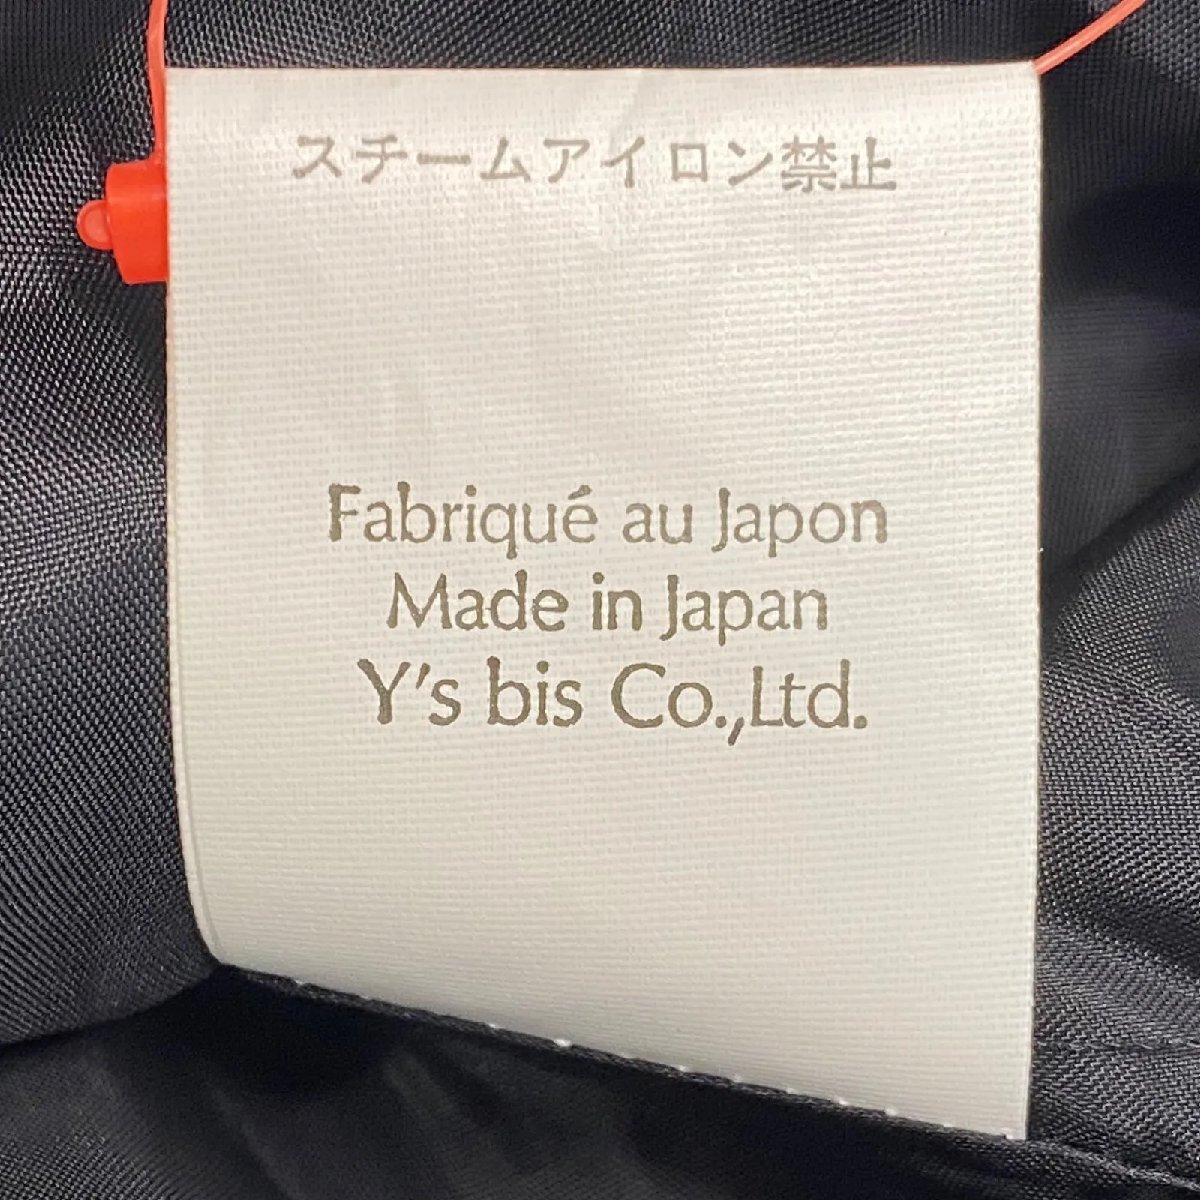 スチームアイロン禁止
Fabriqué au Japon
Made in Japan
Y's bis Co.,Ltd.